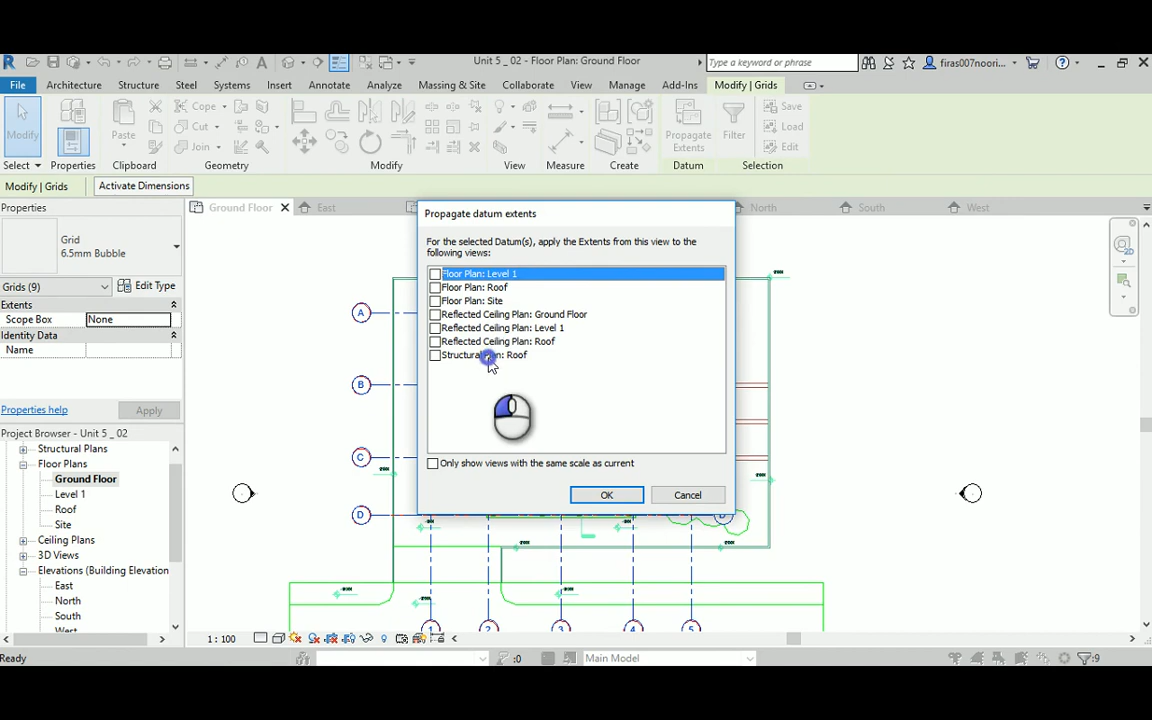 Unit 5 _ 02 - Floor Plan: Ground Floor
Type a keyword or phrase
firas007noori...
File
Architecture
Structure
Steel
Systems
Insert
Annotate
Analyze
Massing & Site
Collaborate
View
Manage
Add-Ins
Modify | Grids
Modify
Paste
Cope
Cut
Join
Propagate
Extents
Filter
Save
Load
Edit
Select
Properties
Clipboard
Geometry
Modify
View
Measure
Create
Datum
Selection
Modify | Grids
Activate Dimensions
Properties
Ground Floor
East
North
South
West
Grid
6.5mm Bubble
Grids (9)
Edit Type
Extents
Scope Box
None
Identity Data
Name
Properties help
Apply
Project Browser - Unit 5 _ 02
Structural Plans
Floor Plans
Ground Floor
Level 1
Roof
Site
Ceiling Plans
3D Views
Elevations (Building Elevation
East
North
South
West
Propagate datum extents
For the selected Datum(s), apply the Extents from this view to the
following views:
Floor Plan: Level 1
Floor Plan: Roof
Floor Plan: Site
Reflected Ceiling Plan: Ground Floor
Reflected Ceiling Plan: Level 1
Reflected Ceiling Plan: Roof
Structural Plan: Roof
Only show views with the same scale as current
OK
Cancel
A
B
C
D
D
1
2
3
4
5
1 : 100
Ready
:0
Main Model
:9